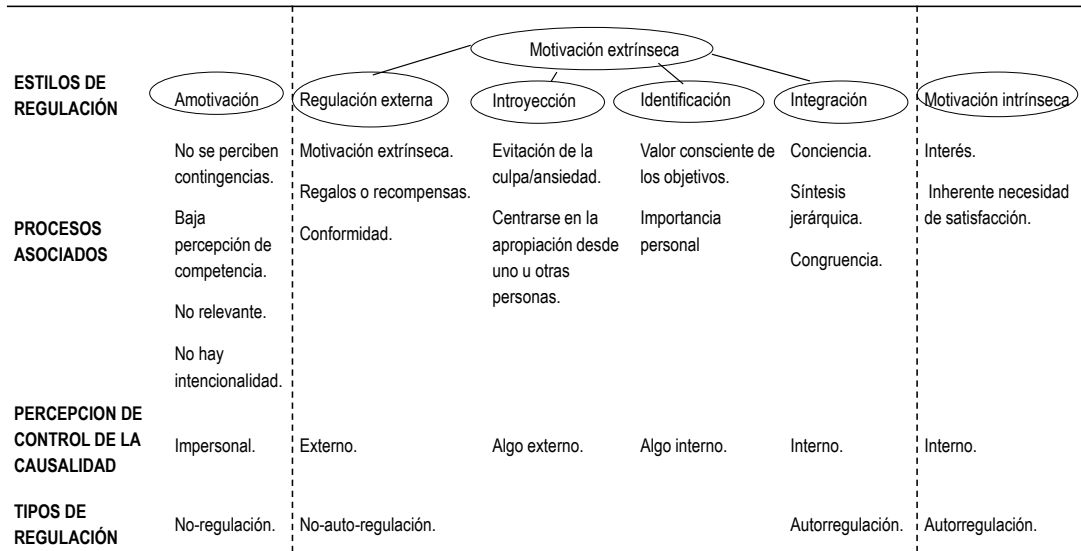 Motivación extrínseca
ESTILOS DE
REGULACIÓN
Amotivación
Regulación externa
Introyección
Identificación
Integración
Motivación intrínseca
PROCESOS
ASOCIADOS
No se perciben
contingencias.
Baja
percepción de
competencia.
No relevante.
No hay
intencionalidad.
Motivación extrínseca.
Regalos o recompensas.
Conformidad.
Evitación de la
culpa/ansiedad.
Centrarse en la
apropiación desde
uno u otras
personas.
Valor consciente de
los objetivos.
Importancia
personal
Conciencia.
Síntesis
jerárquica.
Congruencia.
Interés.
Inherente necesidad
de satisfacción.
PERCEPCION DE
CONTROL DE LA
CAUSALIDAD
Impersonal.
Externo.
Algo externo.
Algo interno.
Interno.
Interno.
TIPOS DE
REGULACIÓN
No-regulación.
No-auto-regulación.
Autorregulación.
Autorregulación.